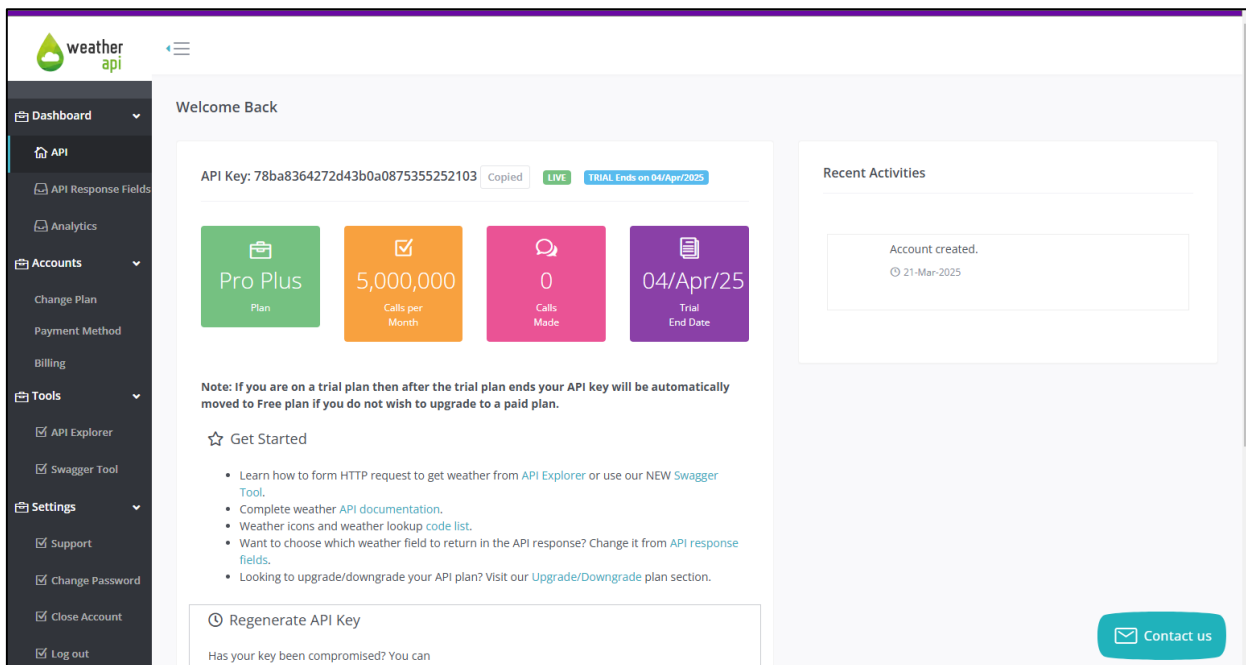 weather
api
Dashboard
API
API Response Fields
Analytics
Accounts
Change Plan
Payment Method
Billing
Tools
API Explorer
Swagger Tool
Settings
Support
Change Password
Close Account
Log out
Welcome Back
API Key: 78ba8364272d43b0a0875355252103 Copied LIVE TRIAL Ends on 04/Apr/2025
Pro Plus
Plan
5,000,000
Calls per
Month
0
Calls
Made
04/Apr/25
Trial
End Date
Note: If you are on a trial plan then after the trial plan ends your API key will be automatically
moved to Free plan if you do not wish to upgrade to a paid plan.
Get Started
Learn how to form HTTP request to get weather from API Explorer or use our NEW Swagger
Tool.
Complete weather API documentation.
Weather icons and weather lookup code list.
Want to choose which weather field to return in the API response? Change it from API response
fields.
Looking to upgrade/downgrade your API plan? Visit our Upgrade/Downgrade plan section.
Regenerate API Key
Has your key been compromised? You can
Recent Activities
Account created.
21-Mar-2025
Contact us